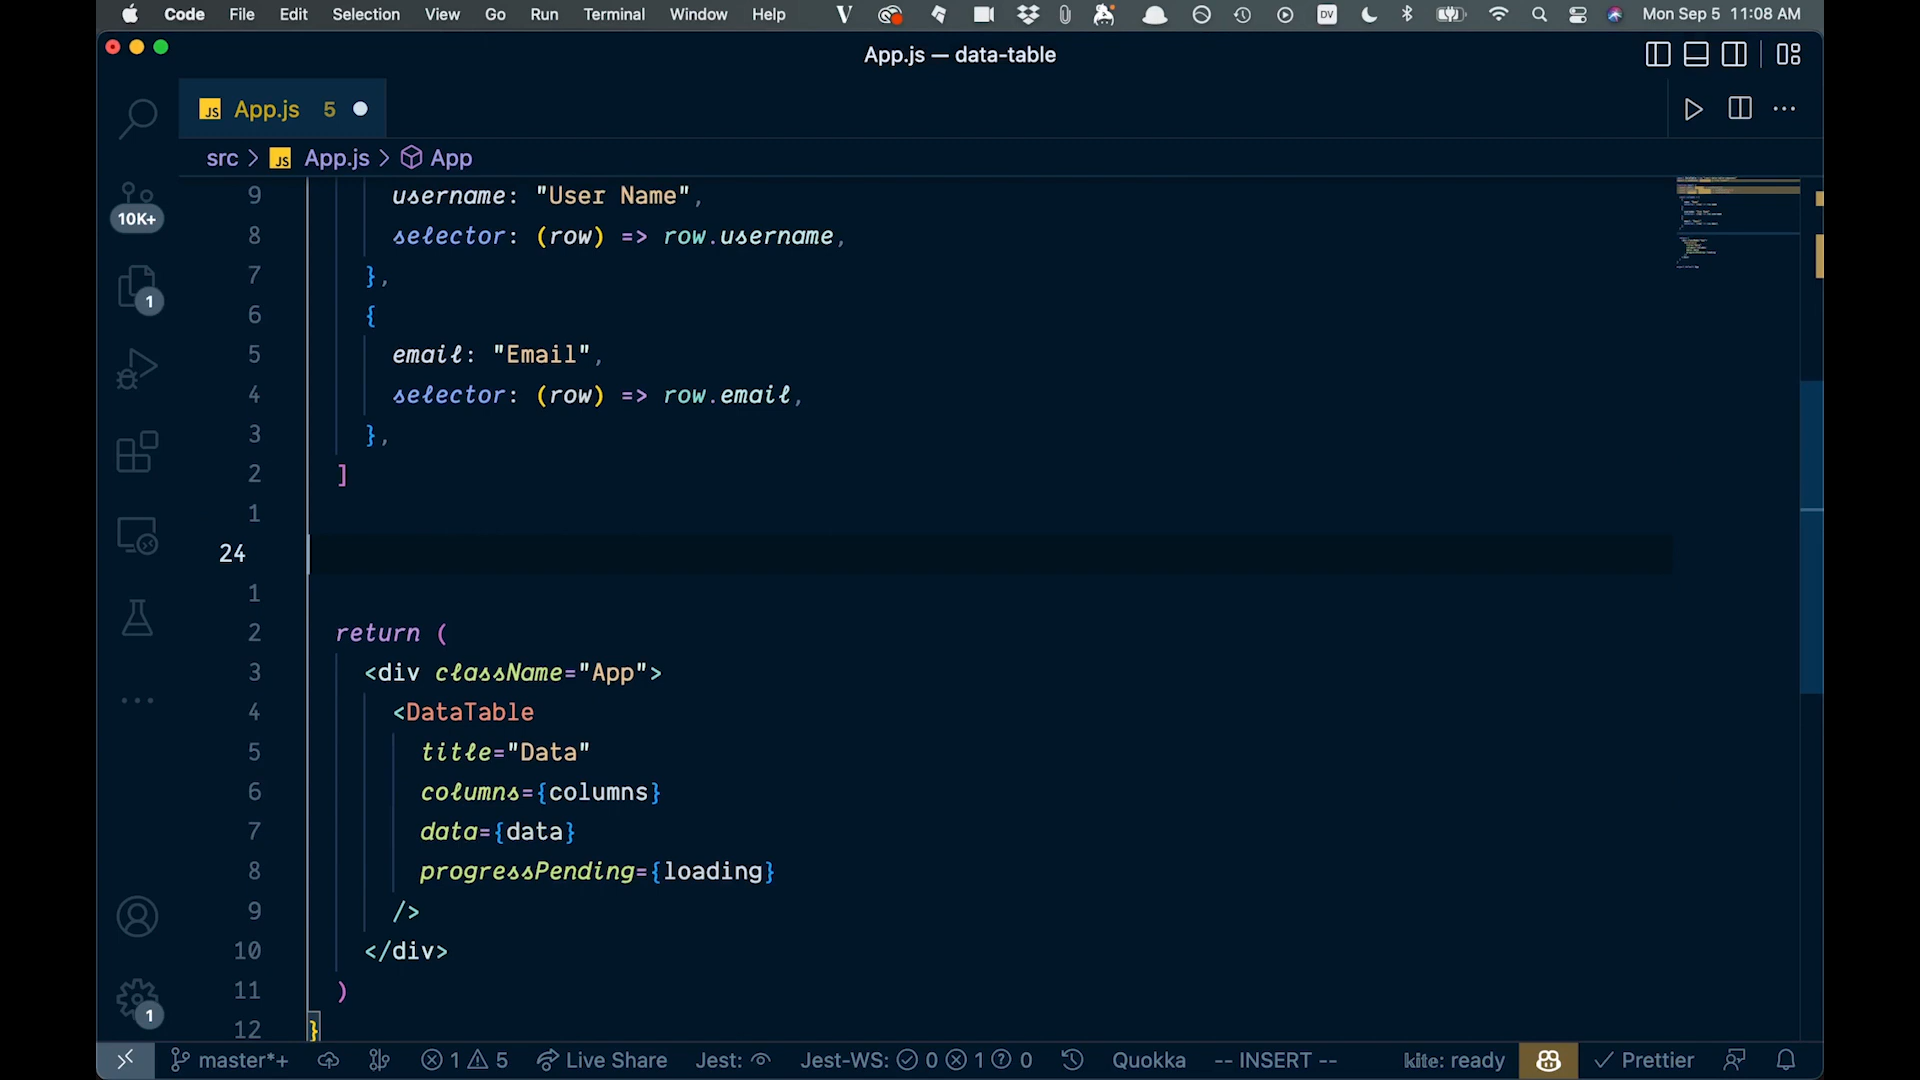 Code File Edit Selection View Go Run Terminal Window Help V DV Mon Sep 5 11:08 AM
App.js — data-table
JS App.js 5
src > JS App.js > App
10K+
1
1
9 username: "User Name",
8 selector: (row) => row.username,
7 },
6 {
5 email: "Email",
4 selector: (row) => row.email,
3 },
2 ]
1
24
1
2 return (
3 <div className="App">
4 <DataTable
5 title="Data"
6 columns={columns}
7 data={data}
8 progressPending={loading}
9 />
10 </div>
11 )
12 }
master*+ 1 5 Live Share Jest: Jest-WS: 0 1 0 Quokka -- INSERT -- kite: ready Prettier